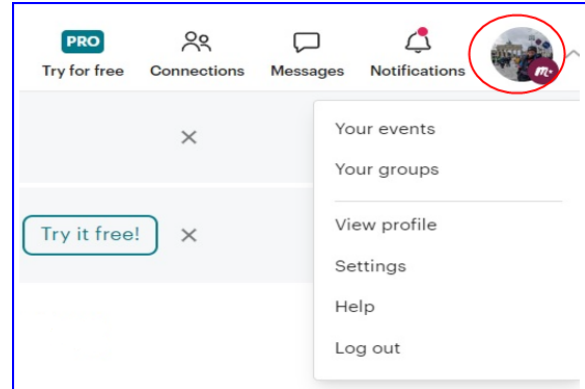 PRO
Try for free Connections Messages Notifications
m+
Your events
Your groups
Try it free!
View profile
Settings
Help
Log out